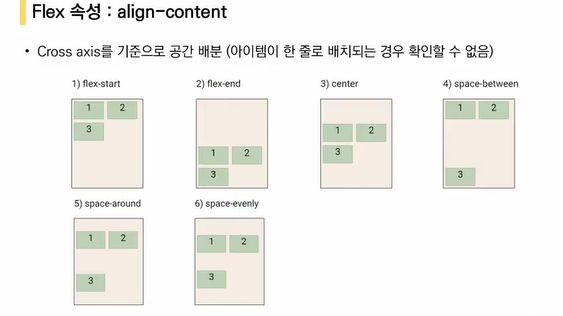 Flex 속성 : align-content
• Cross axis를 기준으로 공간 배분 (아이템이 한 줄로 배치되는 경우 확인할 수 없음)
1) flex-start
1 2
3
2) flex-end
1 2
3
3) center
1 2
3
4) space-between
1 2
3
5) space-around
1 2
3
6) space-evenly
1 2
3